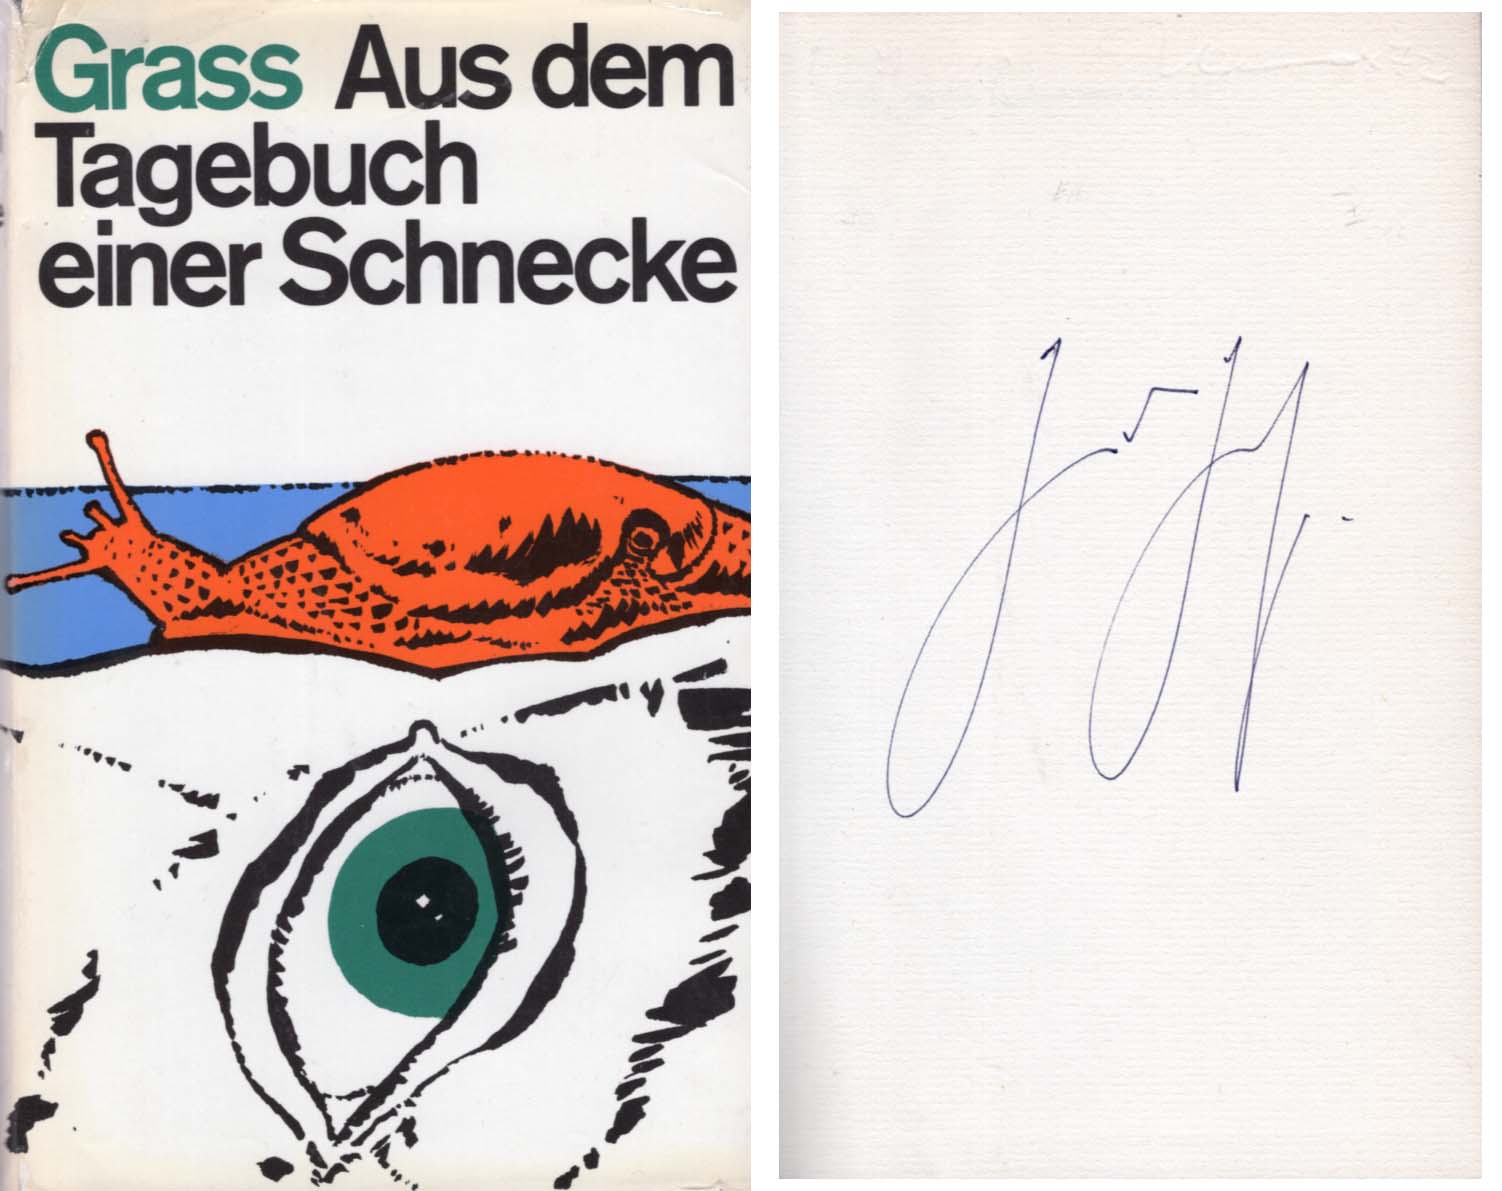 Grass Aus dem
Tagebuch
einer Schnecke